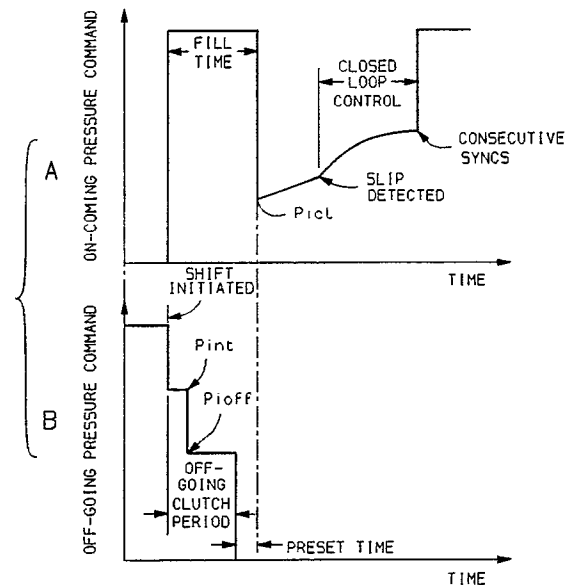 ON-COMING PRESSURE COMMAND
A
FILL
TIME
CLOSED
LOOP
CONTROL
CONSECUTIVE
SYNCS
SLIP
DETECTED
Picl
TIME
SHIFT
INITIATED
OFF-GOING PRESSURE COMMAND
B
Pint
Pioff
OFF-
GOING
CLUTCH
PERIOD
PRESET TIME
TIME